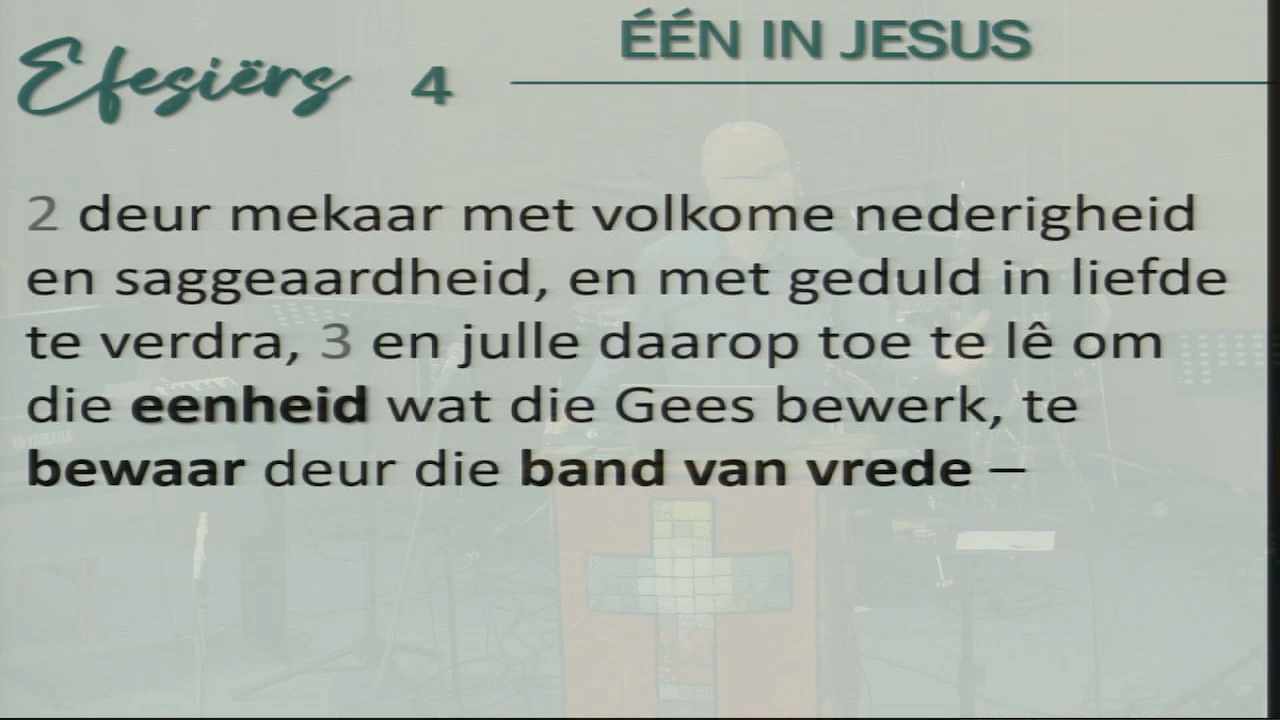 ÉÉN IN JESUS
Efesiërs 4
2 deur mekaar met volkome nederigheid
en saggeaardheid, en met geduld in liefde
te verdra, 3 en julle daarop toe te lê om
die eenheid wat die Gees bewerk, te
bewaar deur die band van vrede –